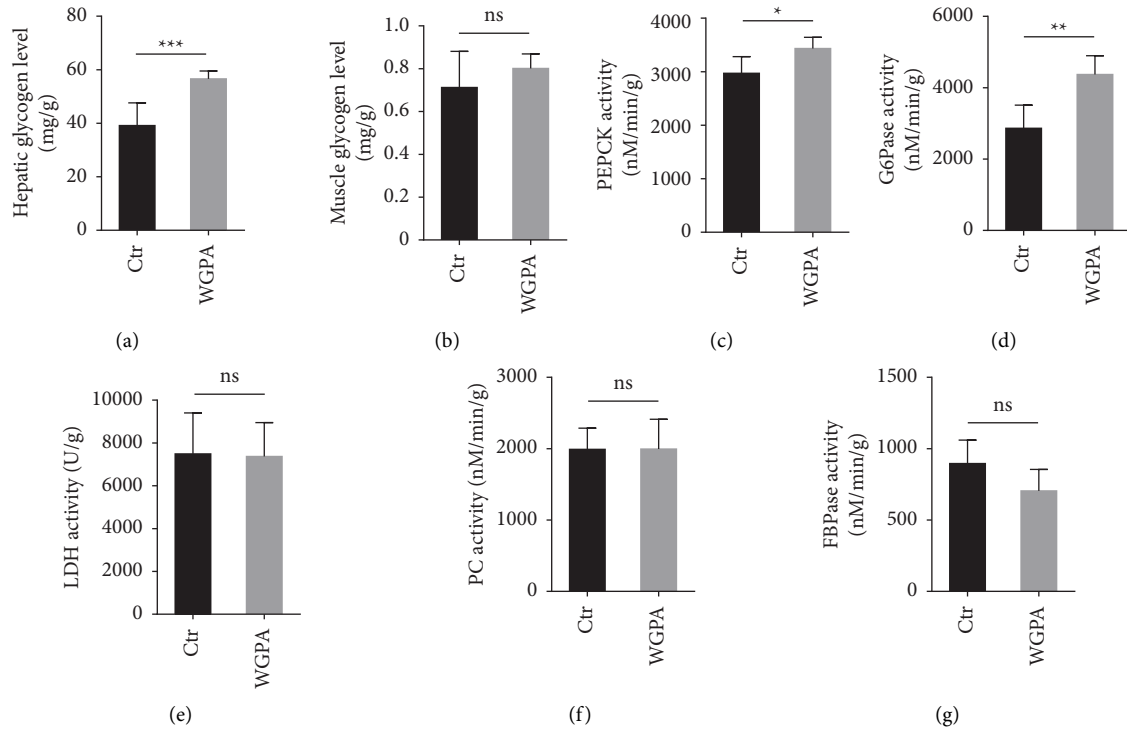 Hepatic glycogen level
(mg/g)
80
60
40
20
0
***
Ctr
WGPA
(a)
Muscle glycogen level
(mg/g)
1.0
0.8
0.6
0.4
0.2
0
ns
Ctr
WGPA
(b)
PEPCK activity
(nM/min/g)
4000
3000
2000
1000
0
*
Ctr
WGPA
(c)
G6Pase activity
(nM/min/g)
6000
4000
2000
0
**
Ctr
WGPA
(d)
LDH activity (U/g)
10000
8000
6000
4000
2000
0
ns
Ctr
WGPA
(e)
PC activity (nM/min/g)
3000
2000
1000
0
ns
Ctr
WGPA
(f)
FBPase activity
(nM/min/g)
1500
1000
500
0
ns
Ctr
WGPA
(g)